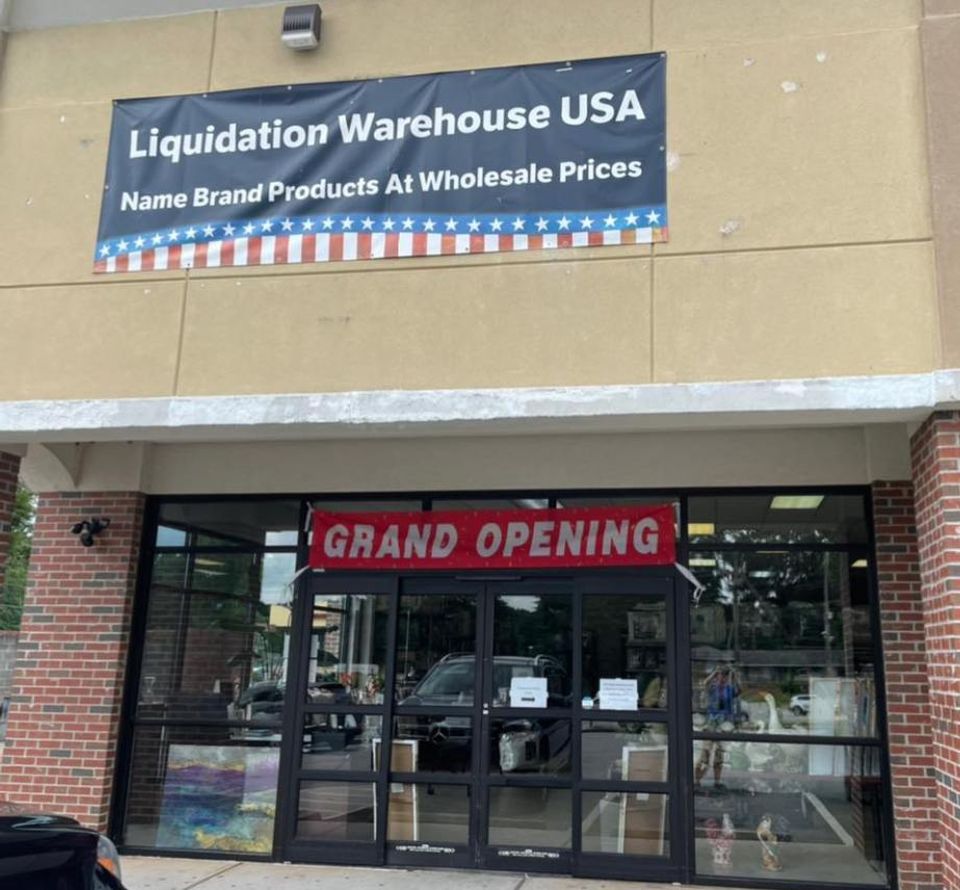 Liquidation Warehouse USA
Name Brand Products At Wholesale Prices
GRAND OPENING